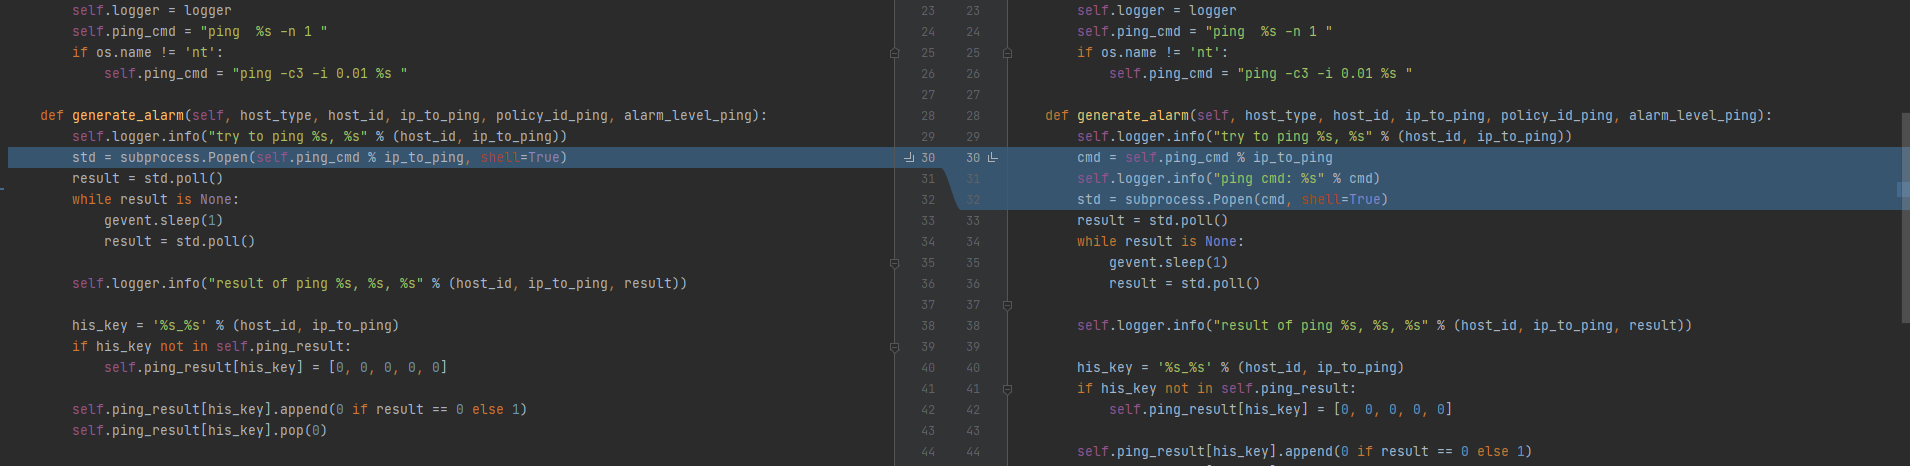 self.logger = logger
self.ping_cmd = "ping  %s -n 1 "
if os.name != 'nt':
self.ping_cmd = "ping -c3 -i 0.01 %s "
def generate_alarm(self, host_type, host_id, ip_to_ping, policy_id_ping, alarm_level_ping):
self.logger.info("try to ping %s, %s" % (host_id, ip_to_ping))
std = subprocess.Popen(self.ping_cmd % ip_to_ping, shell=True)
result = std.poll()
while result is None:
gevent.sleep(1)
result = std.poll()
self.logger.info("result of ping %s, %s, %s" % (host_id, ip_to_ping, result))
his_key = '%s_%s' % (host_id, ip_to_ping)
if his_key not in self.ping_result:
self.ping_result[his_key] = [0, 0, 0, 0, 0]
self.ping_result[his_key].append(0 if result == 0 else 1)
self.ping_result[his_key].pop(0)
23 23
24 24
25 25
26 26
27 27
28 28
29 29
30 30
31 31
32 32
33 33
34 34
35 35
36 36
37 37
38 38
39 39
40 40
41 41
42 42
43 43
44 44
self.logger = logger
self.ping_cmd = "ping  %s -n 1 "
if os.name != 'nt':
self.ping_cmd = "ping -c3 -i 0.01 %s "
def generate_alarm(self, host_type, host_id, ip_to_ping, policy_id_ping, alarm_level_ping):
self.logger.info("try to ping %s, %s" % (host_id, ip_to_ping))
cmd = self.ping_cmd % ip_to_ping
self.logger.info("ping cmd: %s" % cmd)
std = subprocess.Popen(cmd, shell=True)
result = std.poll()
while result is None:
gevent.sleep(1)
result = std.poll()
self.logger.info("result of ping %s, %s, %s" % (host_id, ip_to_ping, result))
his_key = '%s_%s' % (host_id, ip_to_ping)
if his_key not in self.ping_result:
self.ping_result[his_key] = [0, 0, 0, 0, 0]
self.ping_result[his_key].append(0 if result == 0 else 1)